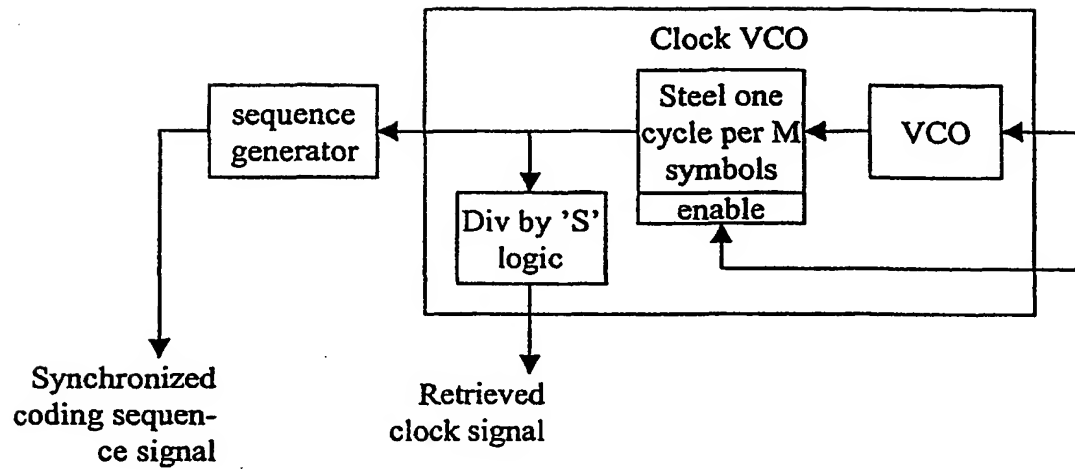 Clock VCO
sequence
generator
Steel one
cycle per M
symbols
enable
VCO
Div by 'S'
logic
Synchronized
coding sequen-
ce signal
Retrieved
clock signal